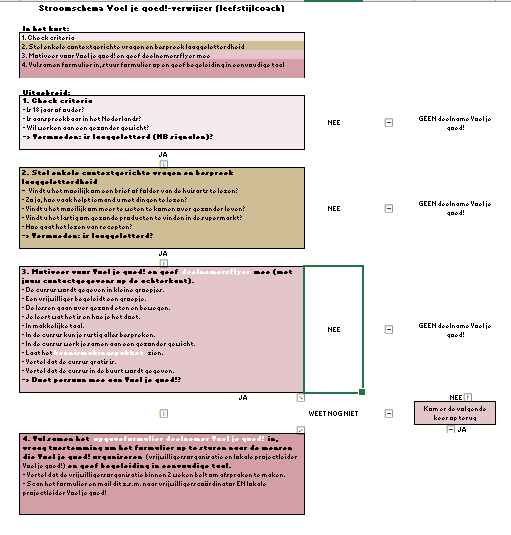 Stroomschema Voel je goed!-verwijzer (leefstijlcoach)
In het kort:
1. Check criteria
2. Stel enkele contextgerichte vragen en bespreek laaggeletterdheid
3. Motiveer voor Voel je goed! en geef deelnemersflyer mee
4. Vul samen formulier in, stuur formulier op en geef begeleiding in eenvoudige taal
Uitgebreid:
1. Check criteria
- Is 18 jaar of ouder?
- Is aanspreekbaar in het Nederlands?
- Wil werken aan een gezonder gewicht?
-> Vermoeden: is laaggeletterd (NB signalen)?
NEE
GEEN deelname Voel je
goed!
JA
2. Stel enkele contextgerichte vragen en bespreek
laaggeletterdheid
- Vindt u het moeilijk om een brief af folder van de huisarts te lezen?
- Zo ja, hoe vaak helpt iemand u met dingen te lezen?
- Vindt u het moeilijk om meer te weten te komen over gezonder leven?
- Vindt u het lastig om gezonde producten te vinden in de supermarkt?
- Hoe gaat het lezen van recepten?
-> Vermoeden: is laaggeletterd?
NEE
GEEN deelname Voel je
goed!
JA
3. Motiveer voor Voel je goed! en geef deelnemersflyer mee (met
jouw contactgegevens op de achterkant).
- De cursus wordt gegeven in kleine groepjes.
- Een vrijwilliger begeleidt een groepje.
- De lessen gaan over gezond eten en bewegen.
- Je leert wat het is en hoe je het doet.
- In makkelijke taal.
- In de cursus kun je rustig alles bespreken.
- In de cursus werk je samen aan een gezonder gewicht.
- Laat het kennismakingspakket zien.
- Vertel dat de cursus gratis is.
- Vertel dat de cursus in de buurt wordt gegeven.
-> Doet persoon mee aan Voel je goed!?
NEE
GEEN deelname Voel je
goed!
JA
NEE
WEET NOG NIET
Kom er de volgende
keer op terug
JA
4. Vul samen het opgaveformulier deelnemer Voel je goed! in,
vraag toestemming om het formulier op te sturen naar de mensen
die Voel je goed! organiseren (vrijwilligersorganisatie en lokale projectleider
Voel je goed!) en geef begeleiding in eenvoudige taal.
- Vertel dat de vrijwilligersorganisatie binnen 2 weken belt om afspraken te maken.
- Scan het formulier en mail dit z.s.m. naar vrijwilligerscoördinator EN lokale
projectleider Voel je goed!